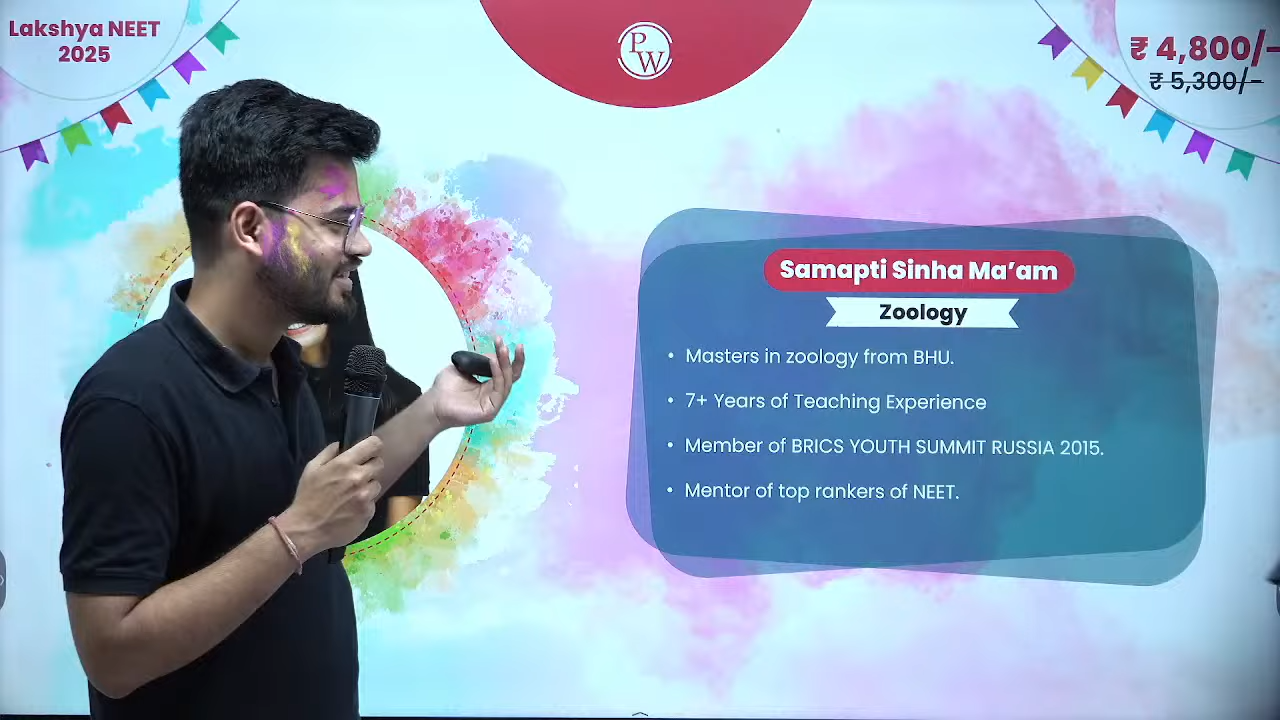 Lakshya NEET
2025
PW
₹ 4,800/-
₹ 5,300/-
Samapti Sinha Ma’am
Zoology
• Masters in zoology from BHU.
• 7+ Years of Teaching Experience
• Member of BRICS YOUTH SUMMIT RUSSIA 2015.
• Mentor of top rankers of NEET.